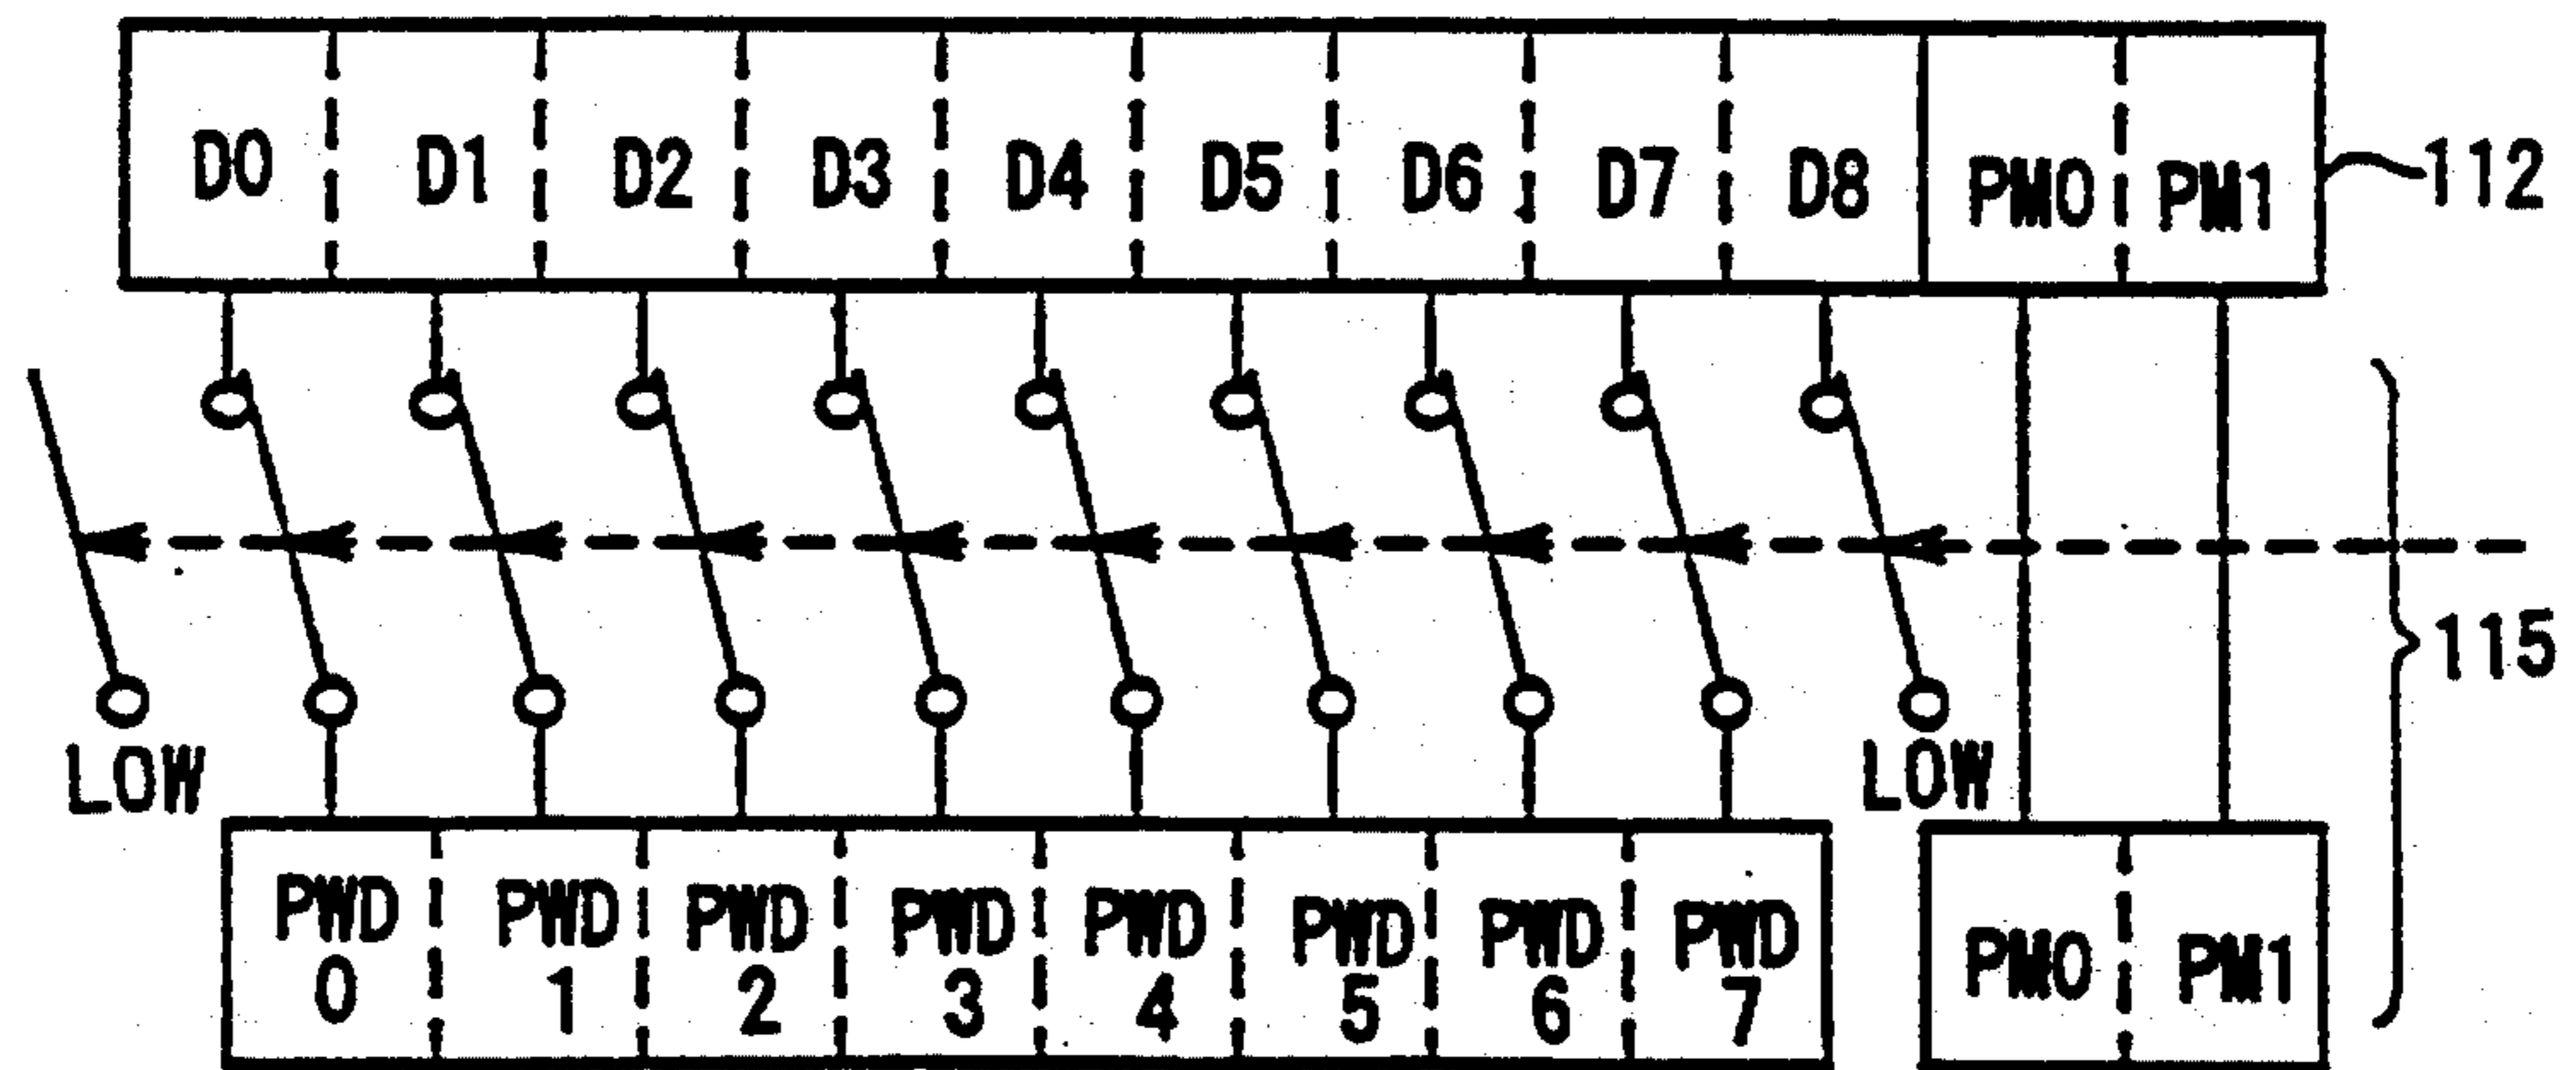 D0 D1 D2 D3 D4 D5 D6 D7 D8 PM0 PM1 112
115
LOW LOW
PWD PWD PWD PWD PWD PWD PWD PWD PM0 PM1
0 1 2 3 4 5 6 7